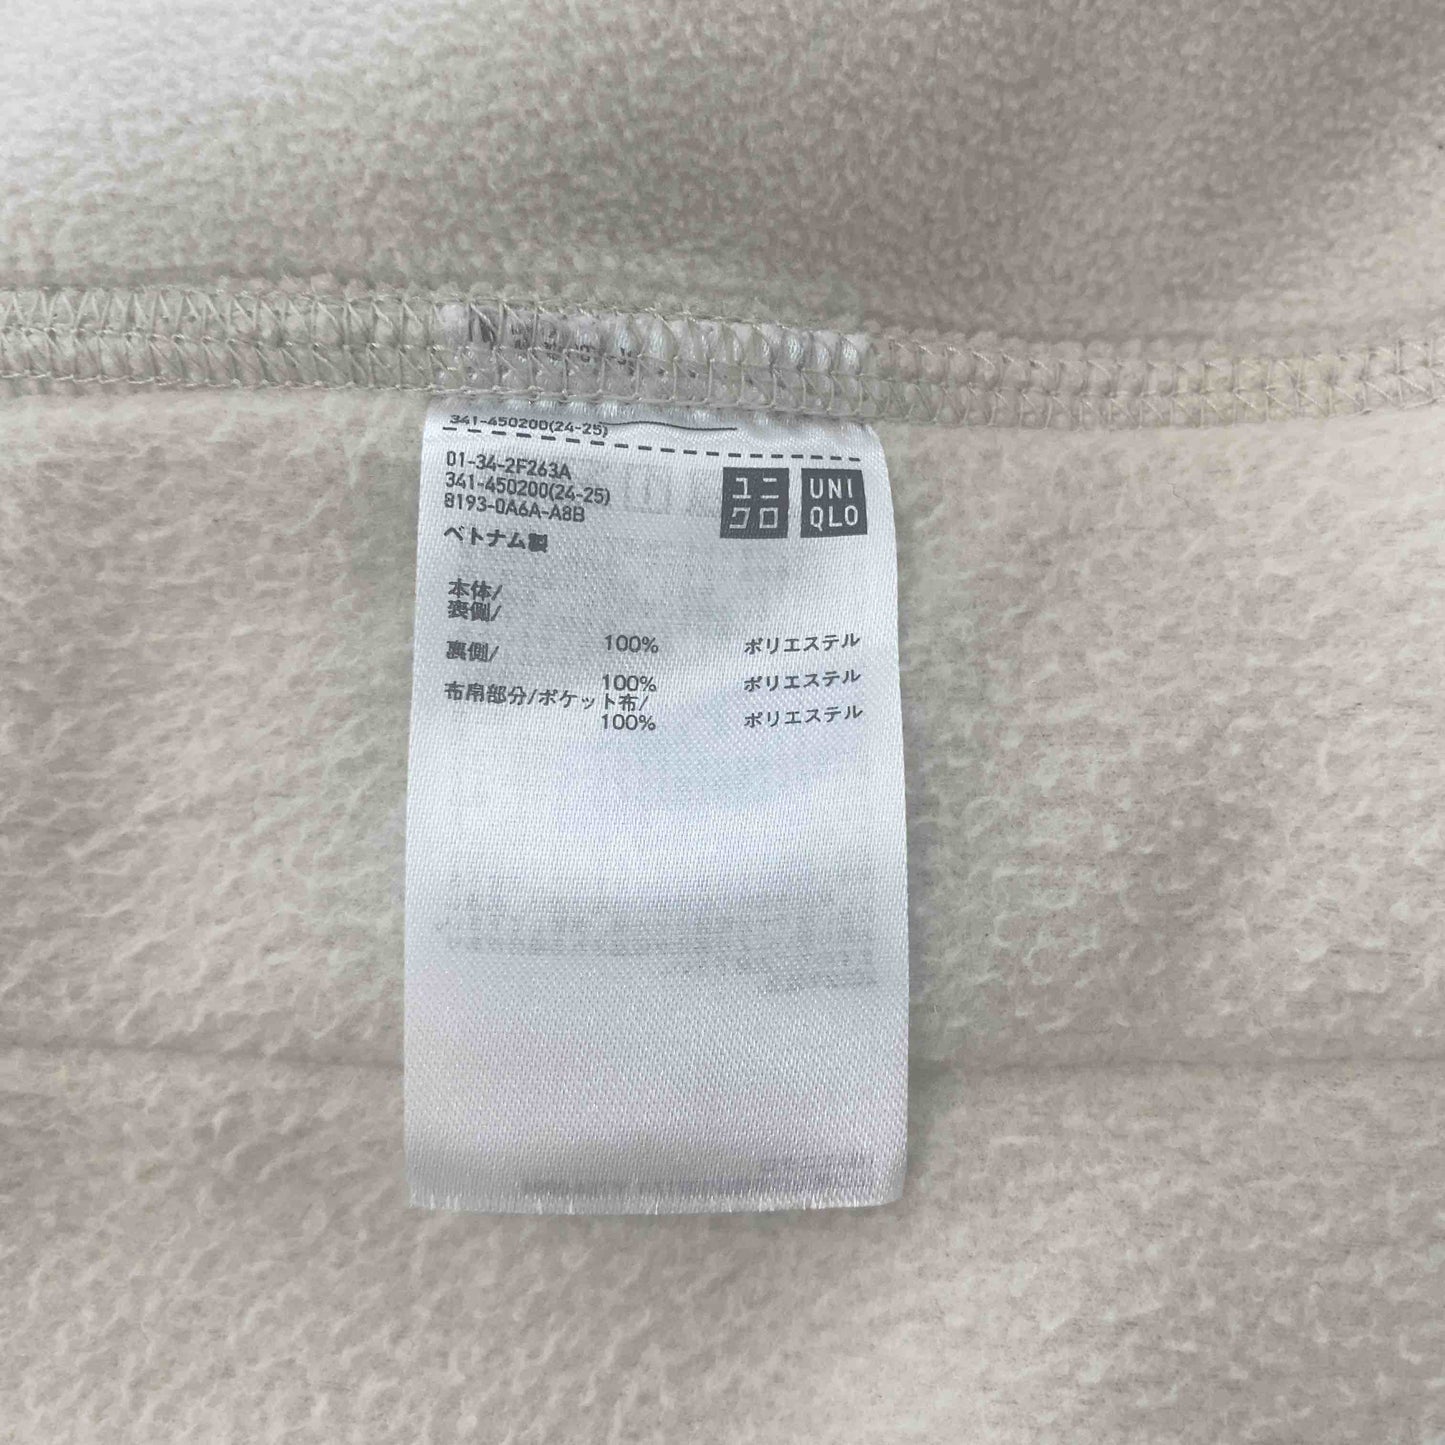 341-450200(24-25)
01-34-2F263A
341-450200(24-25)
8193-0A6A-A8B
ベトナム製
ユニ
クロ
UNI
QLO
本体/
表側/
100% ポリエステル
裏側/
100% ポリエステル
布帛部分/ポケット布/
100% ポリエステル